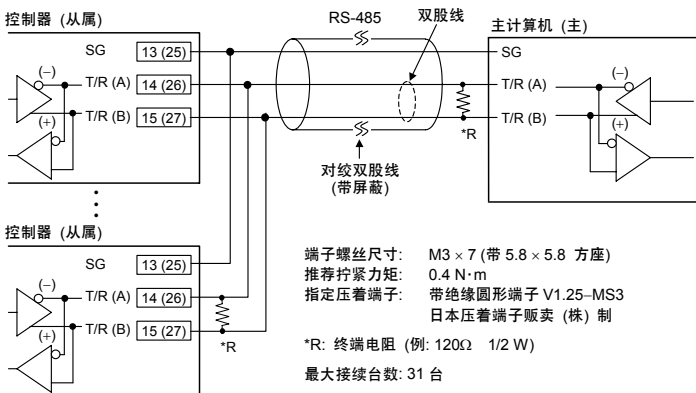 控制器 (从属)
SG 13 (25)
(−) T/R (A) 14 (26)
T/R (B) 15 (27)
(+)
RS-485
双股线
*R
对绞双股线
(带屏蔽)
主计算机 (主)
SG
T/R (A) (−)
T/R (B)
(+)
控制器 (从属)
SG 13 (25)
(−) T/R (A) 14 (26)
T/R (B) 15 (27)
(+)
*R
端子螺丝尺寸: M3 × 7 (带 5.8 × 5.8 方座)
推荐拧紧力矩: 0.4 N·m
指定压着端子: 带绝缘圆形端子 V1.25–MS3
日本压着端子贩卖 (株) 制
*R: 终端电阻 (例: 120Ω 1/2 W)
最大接续台数: 31 台